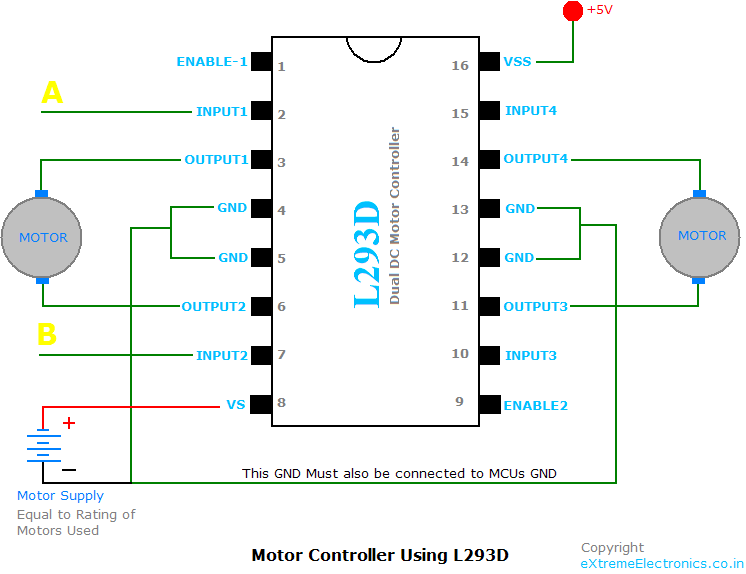 +5V
ENABLE-1
1
16
VSS
A
INPUT1
2
15
INPUT4
OUTPUT1
3
14
OUTPUT4
GND
4
13
GND
MOTOR
L293D
Dual DC Motor Controller
MOTOR
GND
5
12
GND
OUTPUT2
6
11
OUTPUT3
B
INPUT2
7
10
INPUT3
VS
8
9
ENABLE2
+
−
This GND Must also be connected to MCUs GND
Motor Supply
Equal to Rating of
Motors Used
Motor Controller Using L293D
Copyright
eXtremeElectronics.co.in